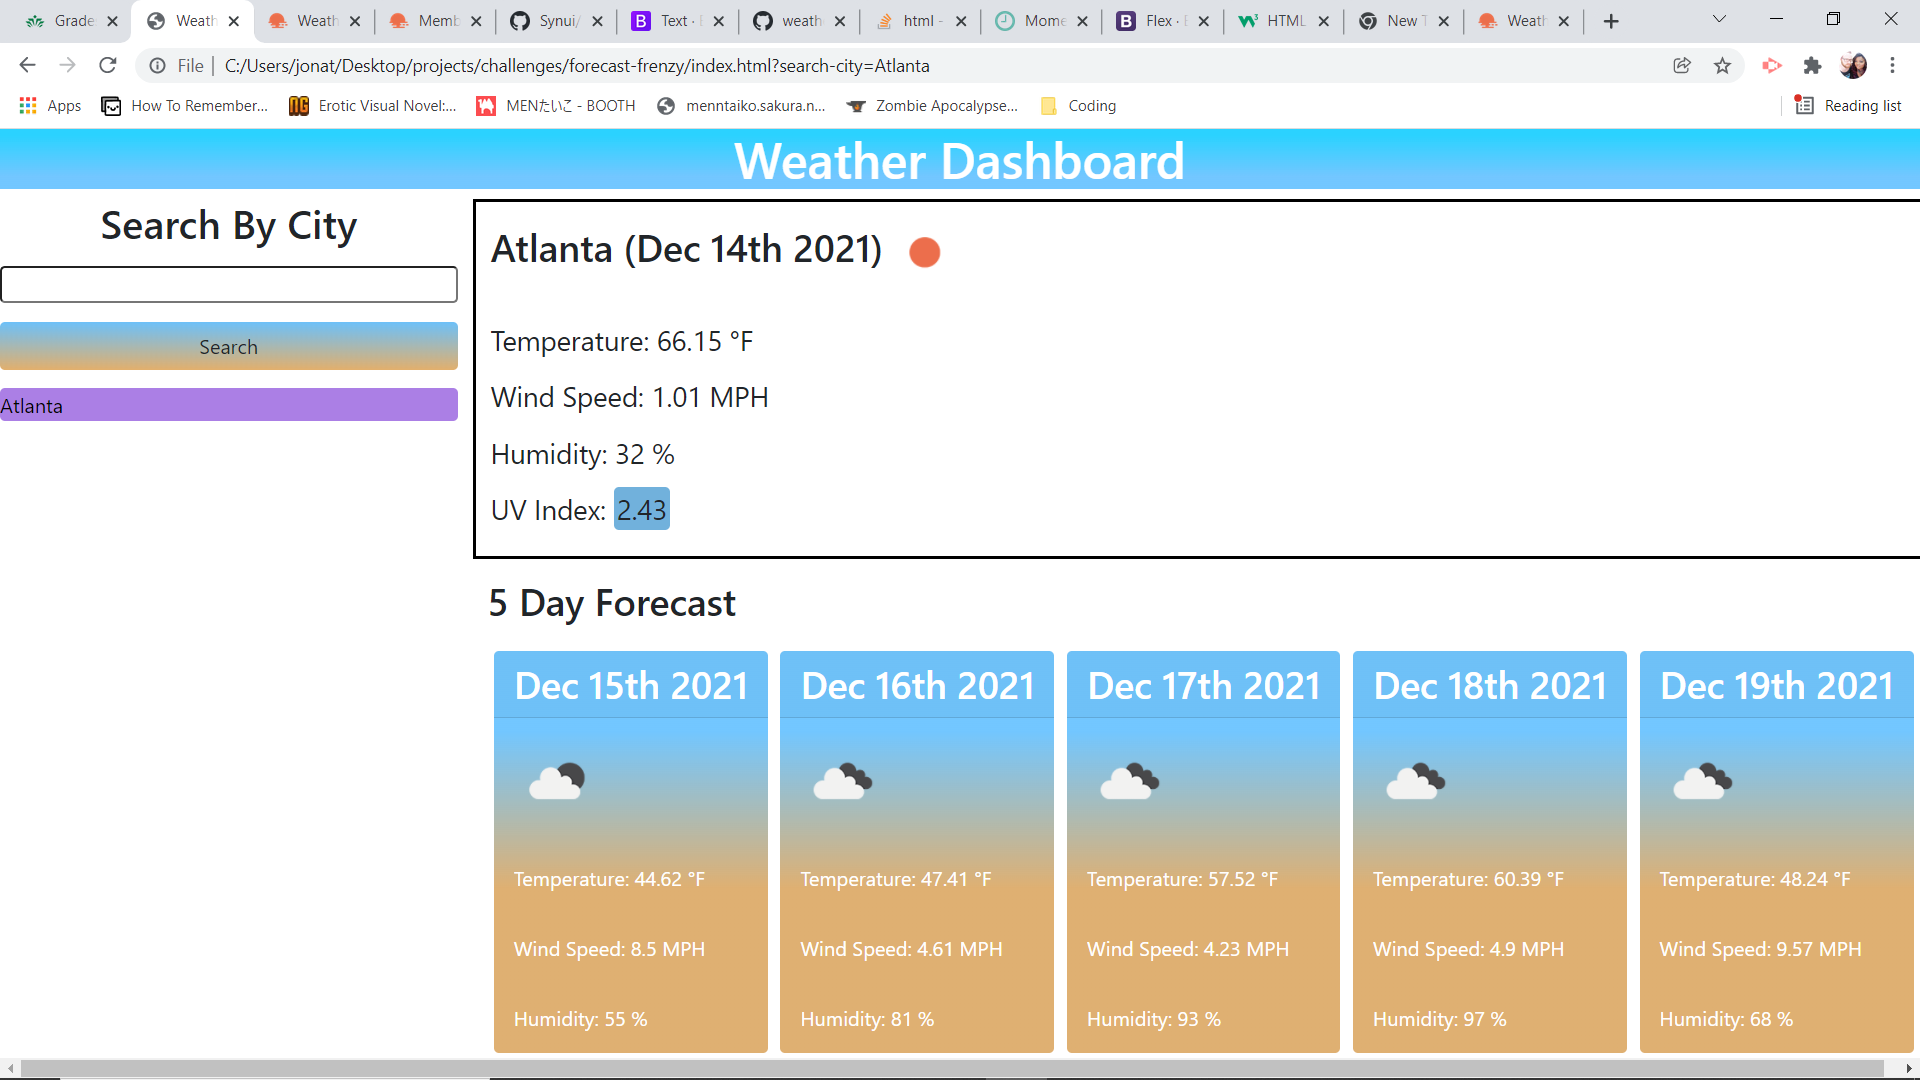 Grade
Weath
Weath
Memb
Synui/
Text · B
weath
html -
Mome
Flex · B
HTML
New T
Weath
File
C:/Users/jonat/Desktop/projects/challenges/forecast-frenzy/index.html?search-city=Atlanta
Apps
How To Remember...
Erotic Visual Novel:...
MENたいこ - BOOTH
menntaiko.sakura.n...
Zombie Apocalypse...
Coding
Reading list
Weather Dashboard
Search By City
Search
Atlanta
Atlanta (Dec 14th 2021)
Temperature: 66.15 °F
Wind Speed: 1.01 MPH
Humidity: 32 %
UV Index: 2.43
5 Day Forecast
Dec 15th 2021
Temperature: 44.62 °F
Wind Speed: 8.5 MPH
Humidity: 55 %
Dec 16th 2021
Temperature: 47.41 °F
Wind Speed: 4.61 MPH
Humidity: 81 %
Dec 17th 2021
Temperature: 57.52 °F
Wind Speed: 4.23 MPH
Humidity: 93 %
Dec 18th 2021
Temperature: 60.39 °F
Wind Speed: 4.9 MPH
Humidity: 97 %
Dec 19th 2021
Temperature: 48.24 °F
Wind Speed: 9.57 MPH
Humidity: 68 %